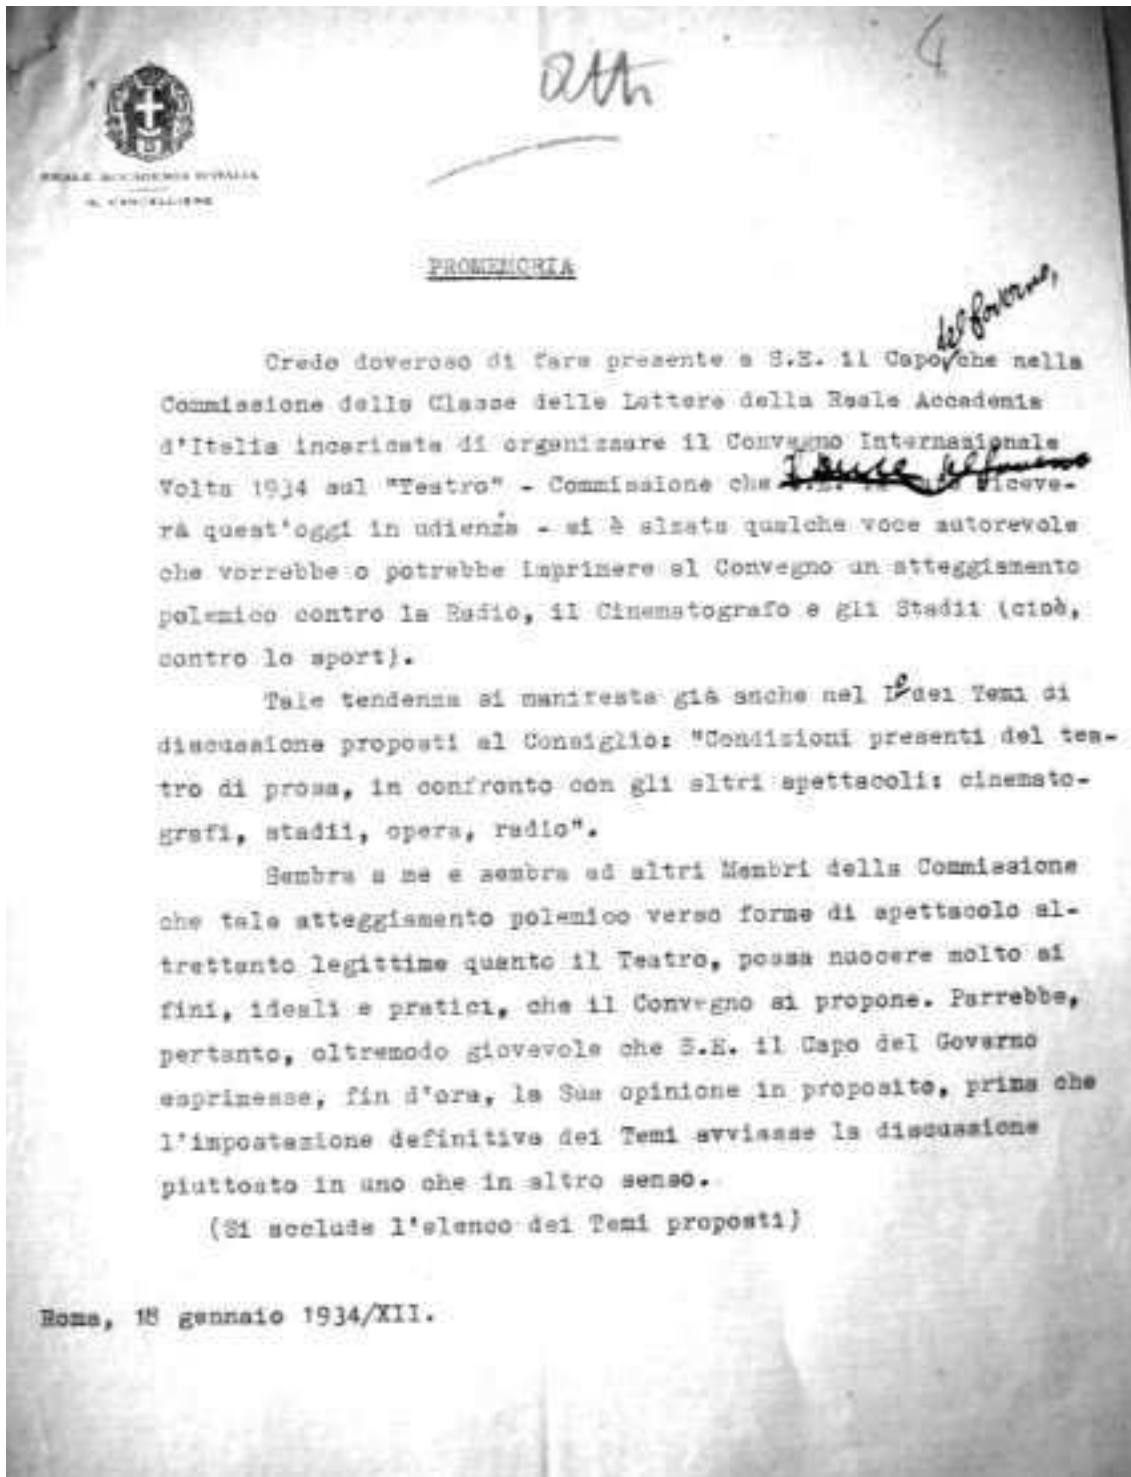 4
atti
REALE ACCADEMIA D'ITALIA
IL CANCELLIERE
PROMEMORIA
del Governo,
Credo doveroso di fare presente a S.E. il Capo, che nella
Commissione della Classe delle Lettere della Reale Accademia
d'Italia incaricata di organizzare il Convegno Internazionale
Volta 1934 sul "Teatro" - Commissione che S.E. il riceve-
rà quest'oggi in udienza - si è alzata qualche voce autorevole
che vorrebbe o potrebbe imprimere al Convegno un atteggiamento
polemico contro la Radio, il Cinematografo e gli Stadii (cioè,
contro lo sport).
Tale tendenza si manifesta già anche nel I° dei Temi di
discussione proposti al Consiglio: "Condizioni presenti del tea-
tro di prosa, in confronto con gli altri spettacoli: cinemato-
grafi, stadii, opera, radio".
Sembra a me e sembra ad altri Membri della Commissione
che tale atteggiamento polemico verso forme di spettacolo al-
trettanto legittime quanto il Teatro, possa nuocere molto ai
fini, ideali e pratici, che il Convegno si propone. Parrebbe,
pertanto, oltremodo giovevole che S.E. il Capo del Governo
esprimesse, fin d'ora, la Sua opinione in proposito, prima che
l'impostazione definitiva dei Temi avviasse la discussione
piuttosto in uno che in altro senso.
(Si acclude l'elenco dei Temi proposti)
Roma, 18 gennaio 1934/XII.